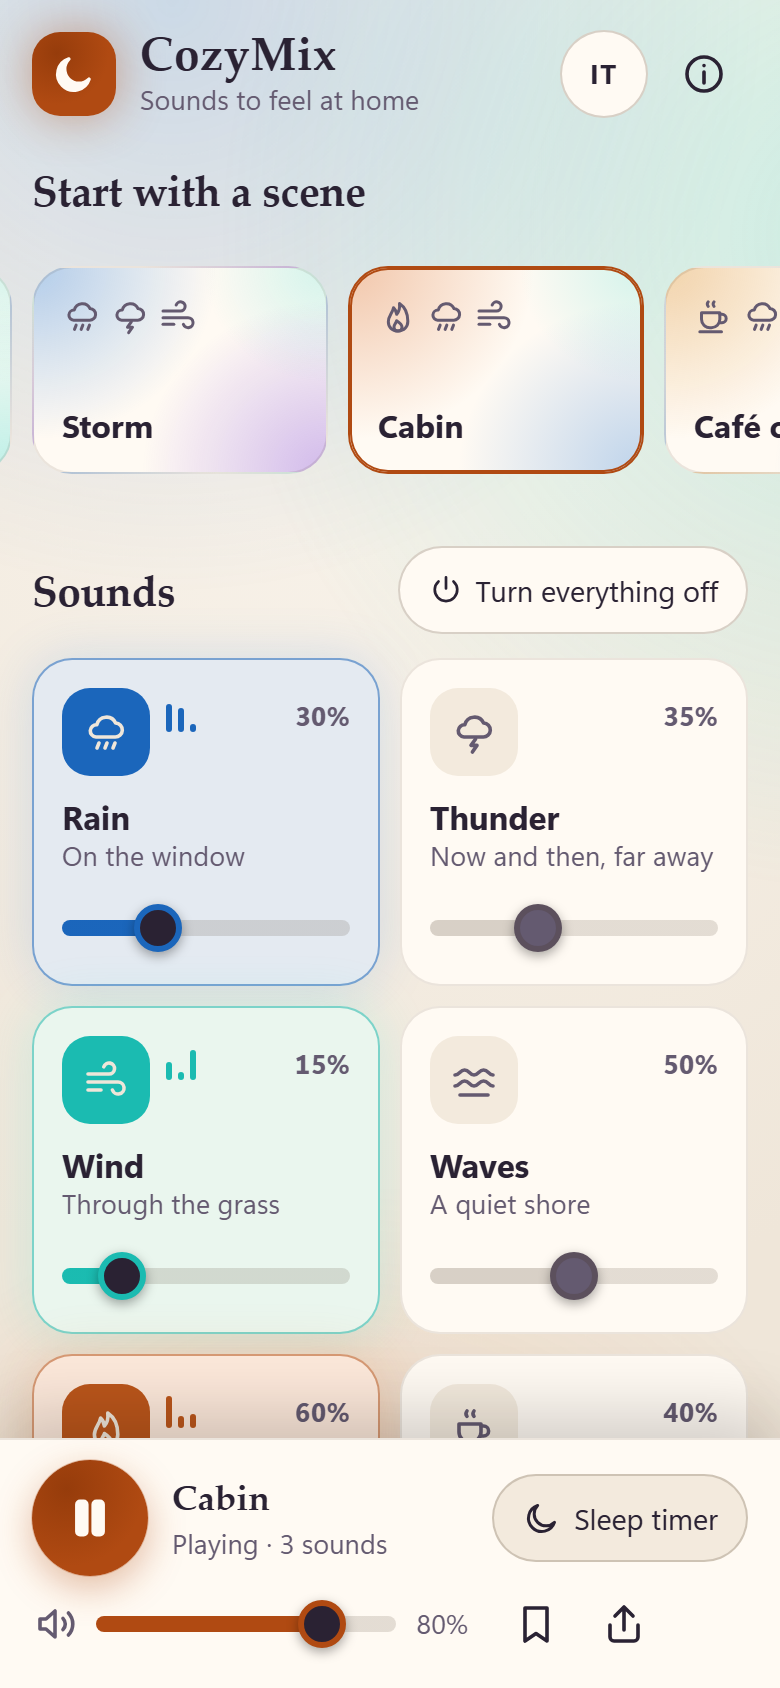 CozyMix
Sounds to feel at home
IT
Start with a scene
Storm
Cabin
Café
Sounds
Turn everything off
30%
Rain
On the window
35%
Thunder
Now and then, far away
15%
Wind
Through the grass
50%
Waves
A quiet shore
60%
40%
Cabin
Playing · 3 sounds
Sleep timer
80%